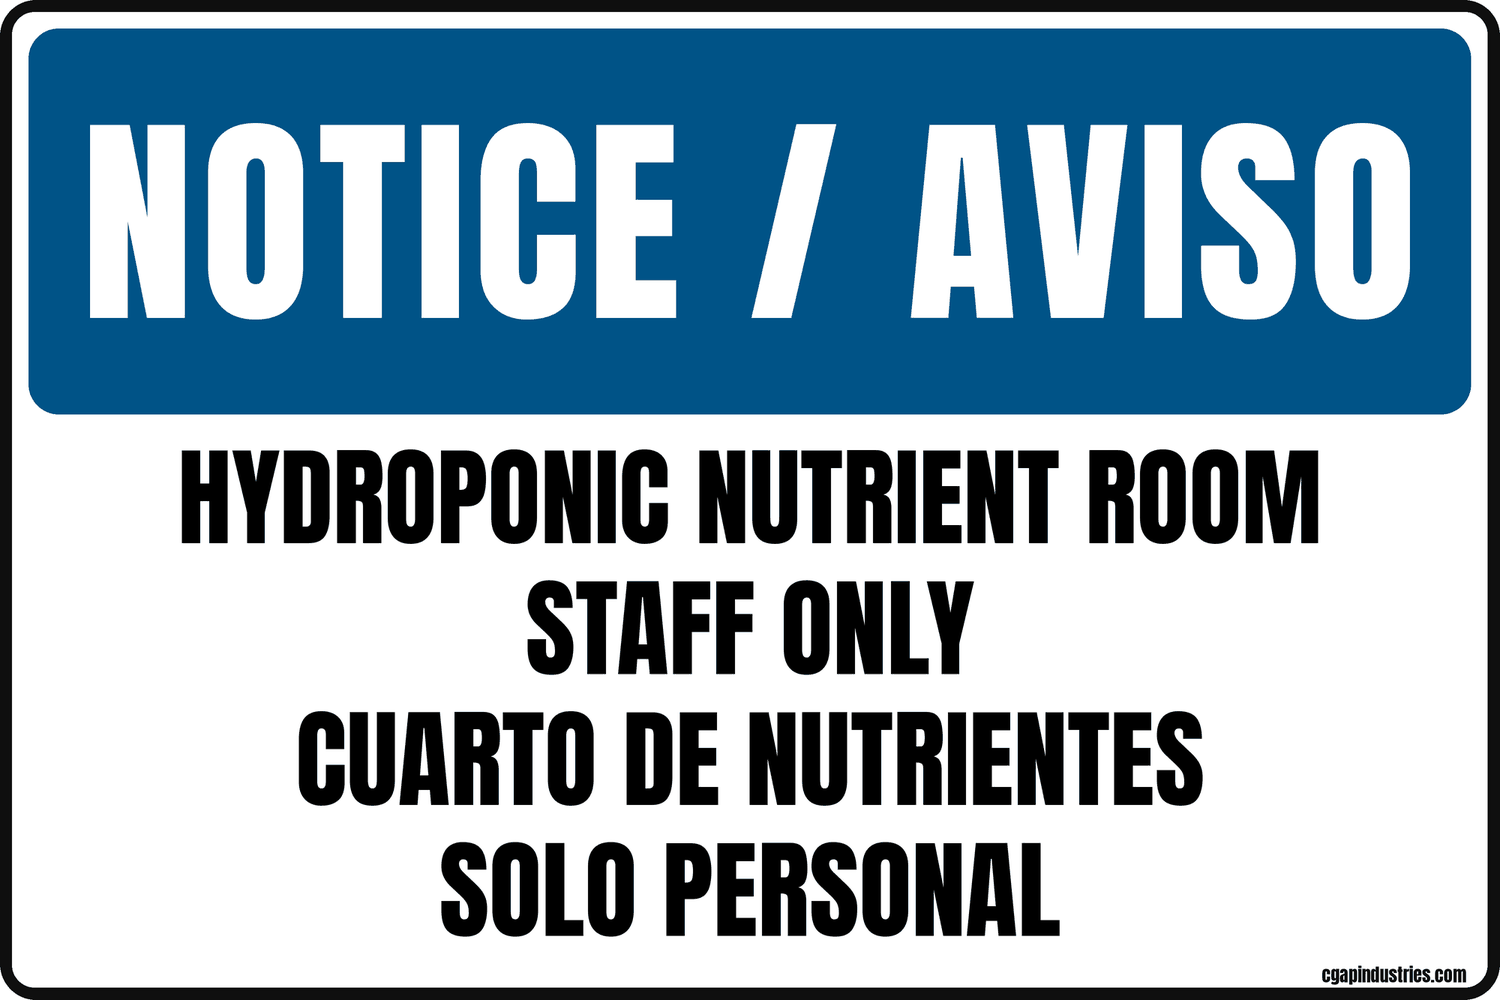 NOTICE / AVISO
HYDROPONIC NUTRIENT ROOM
STAFF ONLY
CUARTO DE NUTRIENTES
SOLO PERSONAL
cgapindustries.com